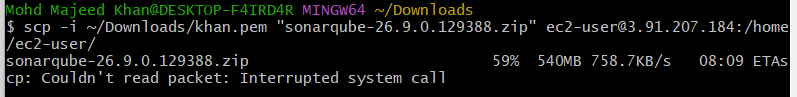 Mohd Majeed Khan@DESKTOP-F4IRD4R MINGW64 ~/Downloads
$ scp -i ~/Downloads/khan.pem "sonarqube-26.9.0.129388.zip" ec2-user@3.91.207.184:/home
/ec2-user/
sonarqube-26.9.0.129388.zip 59% 540MB 758.7KB/s 08:09 ETAs
cp: Couldn't read packet: Interrupted system call